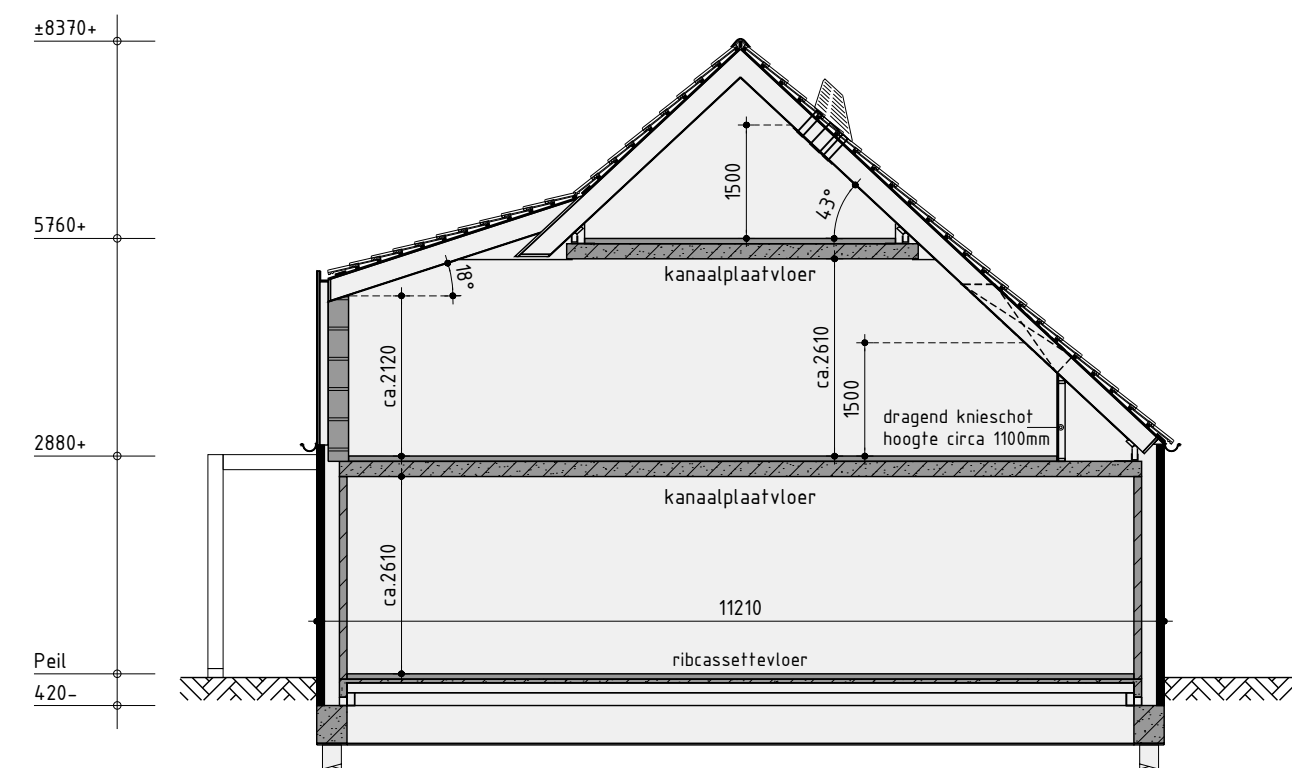 ±8370+
5760+
1500
43°
kanaalplaatvloer
18°
ca.2120
ca.2610
1500
dragend knieschot
hoogte circa 1100mm
2880+
kanaalplaatvloer
ca.2610
11210
ribcassettevloer
Peil
420-